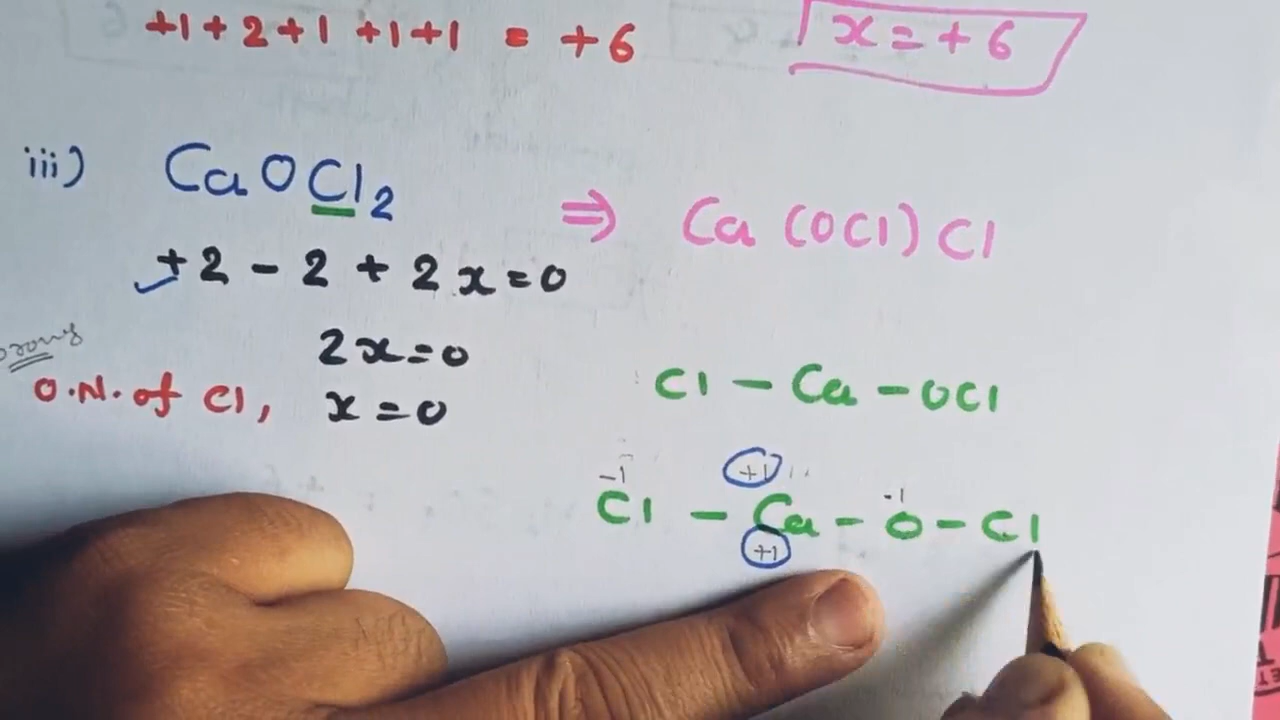 +1 + 2 + 1 + 1 + 1 = + 6
x = + 6
iii) CaOCl2
⇒ Ca (OCl) Cl
+2 - 2 + 2x = 0
2x = 0
O.N. of Cl, x = 0
Cl - Ca - OCl
-1 +1 -1
Cl - Ca - O - Cl
+1